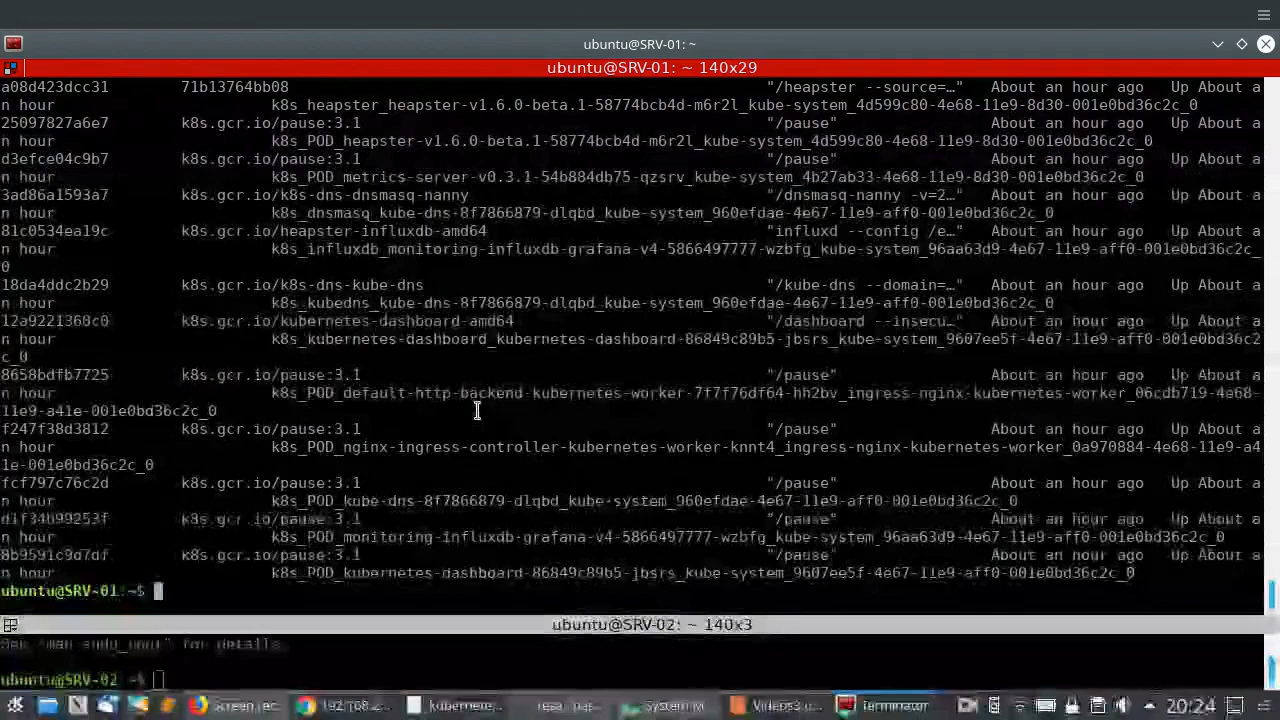 ubuntu@SRV-01: ~
ubuntu@SRV-01: ~ 140x29
a08d423dcc31 71b13764bb08 "/heapster --source=…" About an hour ago Up About a
n hour k8s_heapster_heapster-v1.6.0-beta.1-58774bcb4d-m6r2l_kube-system_4d599c80-4e68-11e9-8d30-001e0bd36c2c_0
25097827a6e7 k8s.gcr.io/pause:3.1 "/pause" About an hour ago Up About a
n hour k8s_POD_heapster-v1.6.0-beta.1-58774bcb4d-m6r2l_kube-system_4d599c80-4e68-11e9-8d30-001e0bd36c2c_0
d3efce04c9b7 k8s.gcr.io/pause:3.1 "/pause" About an hour ago Up About a
n hour k8s_POD_metrics-server-v0.3.1-54b884db75-qzsrv_kube-system_4b27ab33-4e68-11e9-8d30-001e0bd36c2c_0
3ad86a1593a7 k8s.gcr.io/k8s-dns-dnsmasq-nanny "/dnsmasq-nanny -v=2…" About an hour ago Up About a
n hour k8s_dnsmasq_kube-dns-8f7866879-dlqbd_kube-system_960efdae-4e67-11e9-aff0-001e0bd36c2c_0
81c0534ea19c k8s.gcr.io/heapster-influxdb-amd64 "influxd --config /e…" About an hour ago Up About a
n hour k8s_influxdb_monitoring-influxdb-grafana-v4-5866497777-wzbfg_kube-system_96aa63d9-4e67-11e9-aff0-001e0bd36c2c_
0
18da4ddc2b29 k8s.gcr.io/k8s-dns-kube-dns "/kube-dns --domain=…" About an hour ago Up About a
n hour k8s_kubedns_kube-dns-8f7866879-dlqbd_kube-system_960efdae-4e67-11e9-aff0-001e0bd36c2c_0
12a9221360c0 k8s.gcr.io/kubernetes-dashboard-amd64 "/dashboard --insecu…" About an hour ago Up About a
n hour k8s_kubernetes-dashboard_kubernetes-dashboard-86849c89b5-jbsrs_kube-system_9607ee5f-4e67-11e9-aff0-001e0bd36c2
c_0
8658bdfb7725 k8s.gcr.io/pause:3.1 "/pause" About an hour ago Up About a
n hour k8s_POD_default-http-backend-kubernetes-worker-7f7f76df64-hh2bv_ingress-nginx-kubernetes-worker_06cdb719-4e68-
11e9-a41e-001e0bd36c2c_0
f247f38d3812 k8s.gcr.io/pause:3.1 "/pause" About an hour ago Up About a
n hour k8s_POD_nginx-ingress-controller-kubernetes-worker-knnt4_ingress-nginx-kubernetes-worker_0a970884-4e68-11e9-a4
1e-001e0bd36c2c_0
fcf797c76c2d k8s.gcr.io/pause:3.1 "/pause" About an hour ago Up About a
n hour k8s_POD_kube-dns-8f7866879-dlqbd_kube-system_960efdae-4e67-11e9-aff0-001e0bd36c2c_0
d1f34b99253f k8s.gcr.io/pause:3.1 "/pause" About an hour ago Up About a
n hour k8s_POD_monitoring-influxdb-grafana-v4-5866497777-wzbfg_kube-system_96aa63d9-4e67-11e9-aff0-001e0bd36c2c_0
8b9591c9d7df k8s.gcr.io/pause:3.1 "/pause" About an hour ago Up About a
n hour k8s_POD_kubernetes-dashboard-86849c89b5-jbsrs_kube-system_9607ee5f-4e67-11e9-aff0-001e0bd36c2c_0
ubuntu@SRV-01:~$
ubuntu@SRV-02: ~ 140x3
for details
ubuntu@SRV-02
kubernete... Terminator 20:24